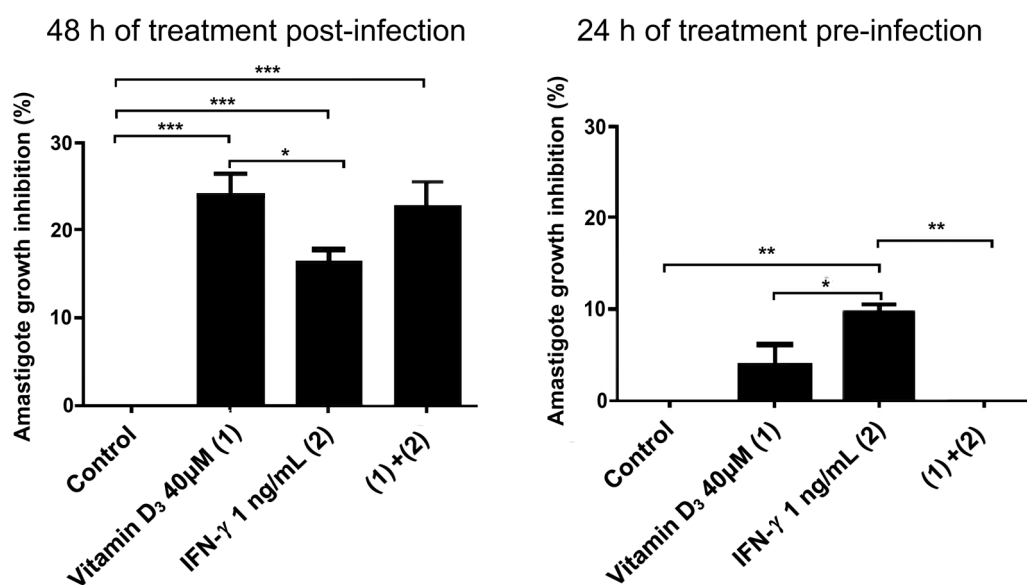 48 h of treatment post-infection
Amastigote growth inhibition (%)
***
***
***
*
30
20
10
0
Control
Vitamin D₃ 40µM (1)
IFN-γ 1 ng/mL (2)
(1)+(2)
24 h of treatment pre-infection
Amastigote growth inhibition (%)
**
**
*
30
20
10
0
Control
Vitamin D₃ 40µM (1)
IFN-γ 1 ng/mL (2)
(1)+(2)